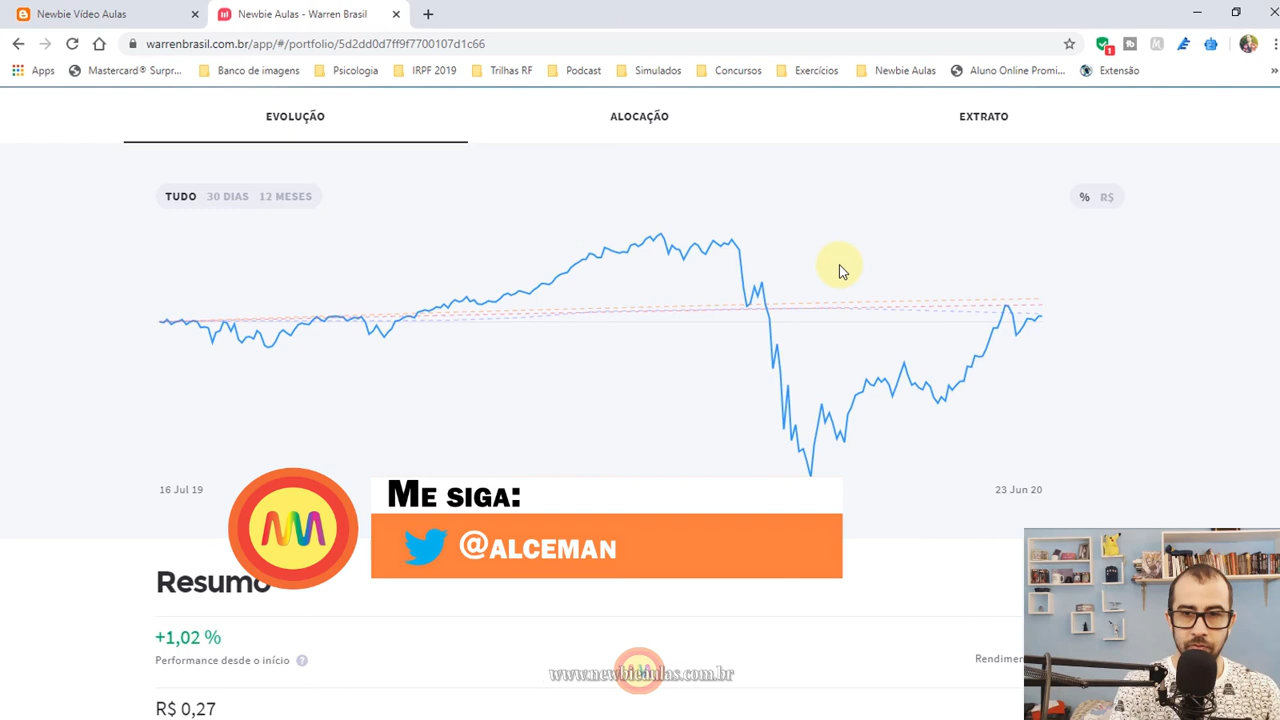 Newbie Vídeo Aulas
Newbie Aulas - Warren Brasil
warrenbrasil.com.br/app/#/portfolio/5d2dd0d7ff9f7700107d1c66
1
Apps
Mastercard® Surpr...
Banco de imagens
Psicologia
IRPF 2019
Trilhas RF
Podcast
Simulados
Concursos
Exercícios
Newbie Aulas
Aluno Online Promi...
Extensão
EVOLUÇÃO
ALOCAÇÃO
EXTRATO
TUDO 30 DIAS 12 MESES
% R$
16 Jul 19
23 Jun 20
ME SIGA:
@ALCEMAN
Resumo
+1,02 %
Performance desde o início ?
Rendimen
www.newbieaulas.com.br
R$ 0,27